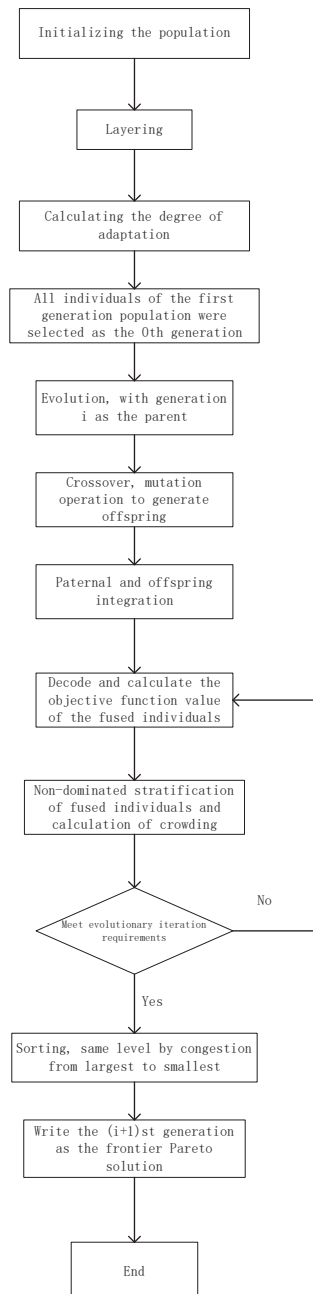 Initializing the population
Layering
Calculating the degree of
adaptation
All individuals of the first
generation population were
selected as the 0th generation
Evolution, with generation
i as the parent
Crossover, mutation
operation to generate
offspring
Paternal and offspring
integration
Decode and calculate the
objective function value
of the fused individuals
Non-dominated stratification
of fused individuals and
calculation of crowding
Meet evolutionary iteration
requirements
No
Yes
Sorting, same level by congestion
from largest to smallest
Write the (i+1)st generation
as the frontier Pareto
solution
End